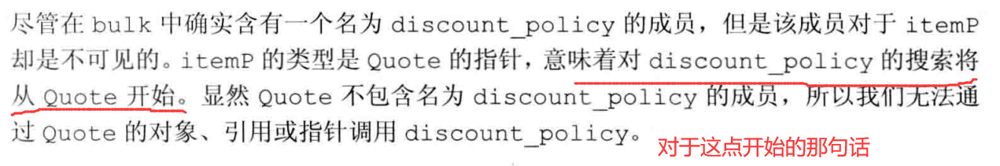 尽管在 bulk 中确实含有一个名为 discount_policy 的成员，但是该成员对于 itemP
却是不可见的。itemP 的类型是 Quote 的指针，意味着对 discount_policy 的搜索将
从 Quote 开始。显然 Quote 不包含名为 discount_policy 的成员，所以我们无法通
过 Quote 的对象、引用或指针调用 discount_policy。
对于这点开始的那句话